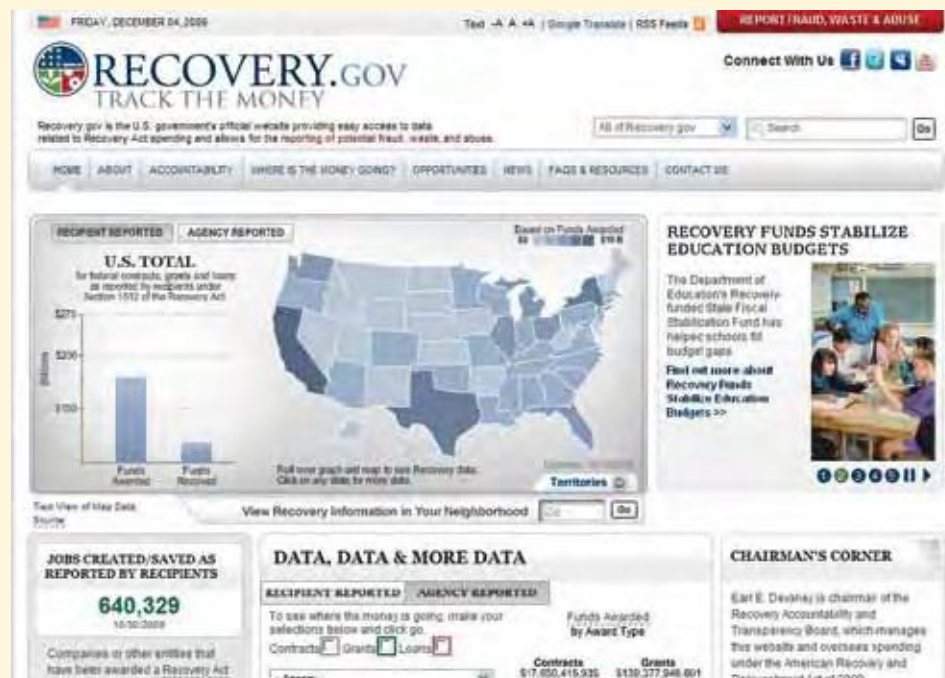 FRIDAY, DECEMBER 04, 2009
Text -A A +A | Google Translate | RSS Feeds
REPORT FRAUD, WASTE & ABUSE
RECOVERY.GOV
TRACK THE MONEY
Connect With Us
Recovery.gov is the U.S. government's official website providing easy access to data
related to Recovery Act spending and allows for the reporting of potential fraud, waste, and abuse.
All of Recovery.gov
Search
Go
HOME ABOUT ACCOUNTABILITY WHERE IS THE MONEY GOING? OPPORTUNITIES NEWS FAQS & RESOURCES CONTACT US
RECIPIENT REPORTED
AGENCY REPORTED
U.S. TOTAL
for federal contracts, grants and loans
as reported by recipients under
Section 1512 of the Recovery Act
$275
$200
$100
Billions
Funds Awarded
Funds Received
Based on Funds Awarded
Roll over graph and map to see Recovery data.
Click on any state for more data.
Territories
RECOVERY FUNDS STABILIZE
EDUCATION BUDGETS
The Department of
Education's Recovery-
funded State Fiscal
Stabilization Fund has
helped schools fill
budget gaps
Find out more about
Recovery Funds
Stabilize Education
Budgets >>
1 2 3 4 5
Text View of Map Data
Source
View Recovery Information in Your Neighborhood
Go
JOBS CREATED/SAVED AS
REPORTED BY RECIPIENTS
640,329
10/30/2009
Companies or other entities that
have been awarded a Recovery Act
DATA, DATA & MORE DATA
RECIPIENT REPORTED
AGENCY REPORTED
To see where the money is going, make your
selections below and click go.
Contracts Grants Loans
Funds Awarded
by Award Type
Contracts
Grants
CHAIRMAN'S CORNER
Earl E. Devaney is chairman of the
Recovery Accountability and
Transparency Board, which manages
this website and oversees spending
under the American Recovery and
Reinvestment Act of 2009